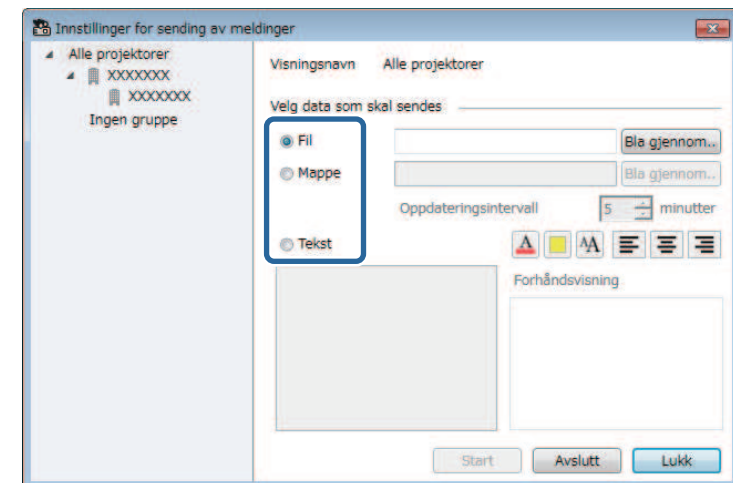 Innstillinger for sending av meldinger
Alle projektorer
XXXXXXX
XXXXXXX
Ingen gruppe
Visningsnavn Alle projektorer
Velg data som skal sendes
Fil Bla gjennom..
Mappe Bla gjennom..
Oppdateringsintervall 5 minutter
Tekst A AA
Forhåndsvisning
Start Avslutt Lukk